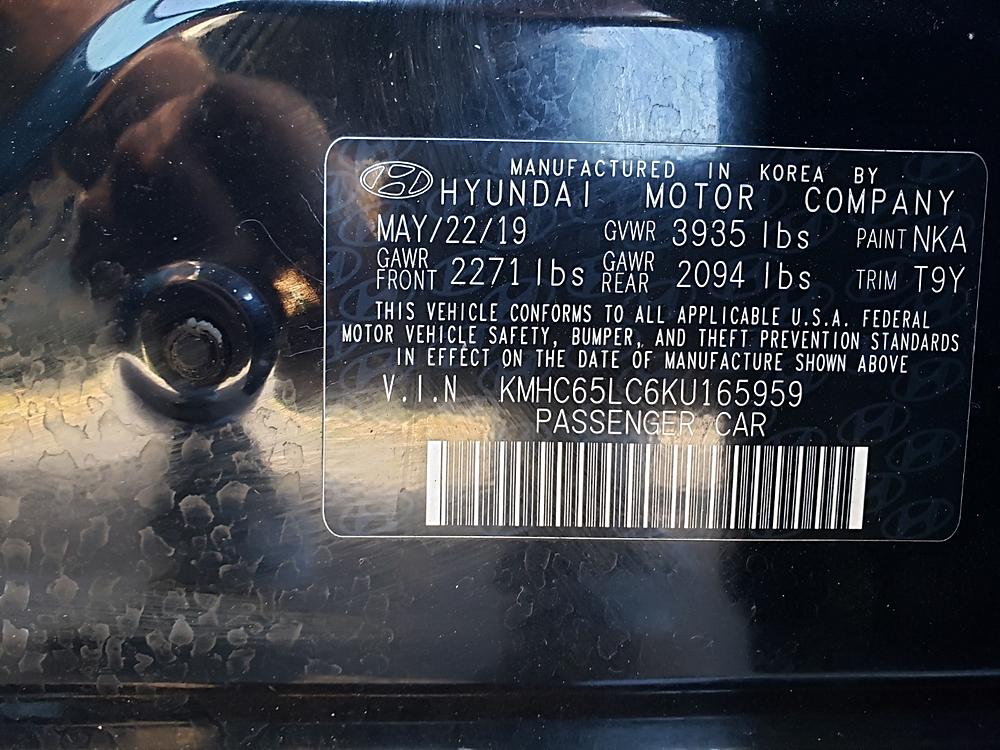 MANUFACTURED IN KOREA BY
HYUNDAI MOTOR COMPANY
MAY/22/19 GVWR 3935 lbs PAINT NKA
GAWR FRONT 2271 lbs GAWR REAR 2094 lbs TRIM T9Y
THIS VEHICLE CONFORMS TO ALL APPLICABLE U.S.A. FEDERAL
MOTOR VEHICLE SAFETY, BUMPER, AND THEFT PREVENTION STANDARDS
IN EFFECT ON THE DATE OF MANUFACTURE SHOWN ABOVE
V.I.N KMHC65LC6KU165959
PASSENGER CAR